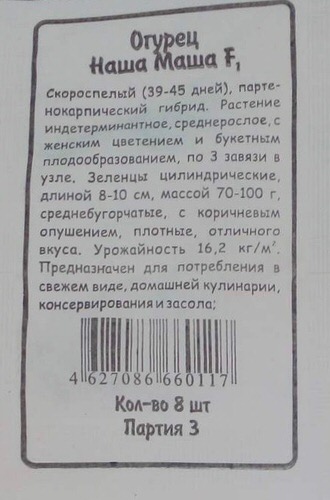 Огурец
Наша Маша F₁
Скороспелый (39-45 дней), парте-
нокарпический гибрид. Растение
индетерминантное, среднерослое, с
женским цветением и букетным
плодообразованием, по 3 завязи в
узле. Зеленцы цилиндрические,
длиной 8-10 см, массой 70-100 г,
среднебугорчатые, с коричневым
опушением, плотные, отличного
вкуса. Урожайность 16,2 кг/м².
Предназначен для потребления в
свежем виде, домашней кулинарии,
консервирования и засола;
4 627086 660117
Кол-во 8 шт
Партия 3